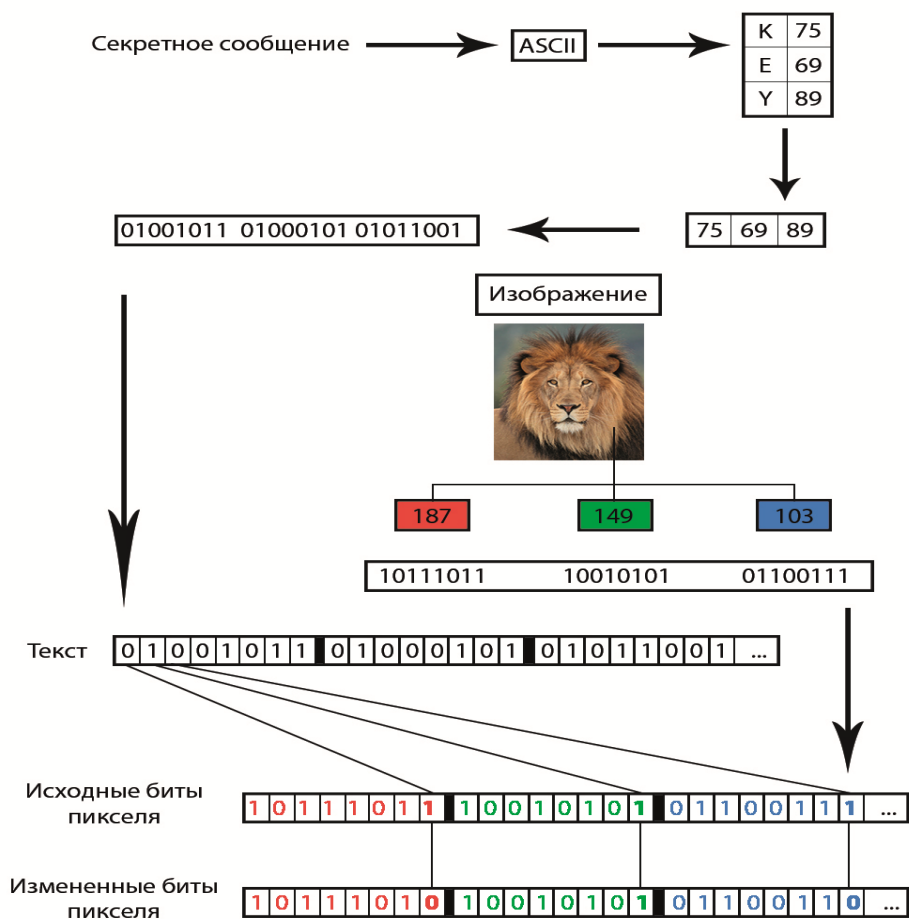 Секретное сообщение
ASCII
K 75
E 69
Y 89
75 69 89
01001011 01000101 01011001
Изображение
187 149 103
10111011 10010101 01100111
Текст 0 1 0 0 1 0 1 1 0 1 0 0 0 1 0 1 0 1 0 1 1 0 0 1 ...
Исходные биты
пикселя
1 0 1 1 1 0 1 1 1 0 0 1 0 1 0 1 0 1 1 0 0 1 1 1 ...
Измененные биты
пикселя
1 0 1 1 1 0 1 0 1 0 0 1 0 1 0 1 0 1 1 0 0 1 1 0 ...